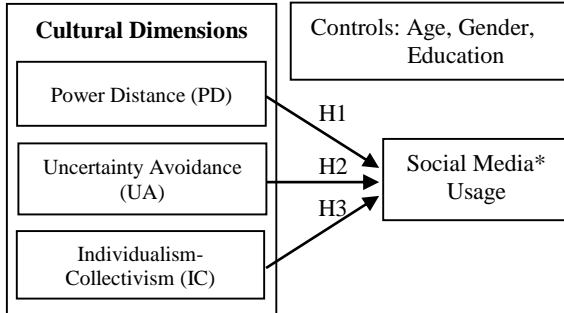 Cultural Dimensions
Power Distance (PD)
Uncertainty Avoidance
(UA)
Individualism-
Collectivism (IC)
H1
H2
H3
Controls: Age, Gender,
Education
Social Media*
Usage